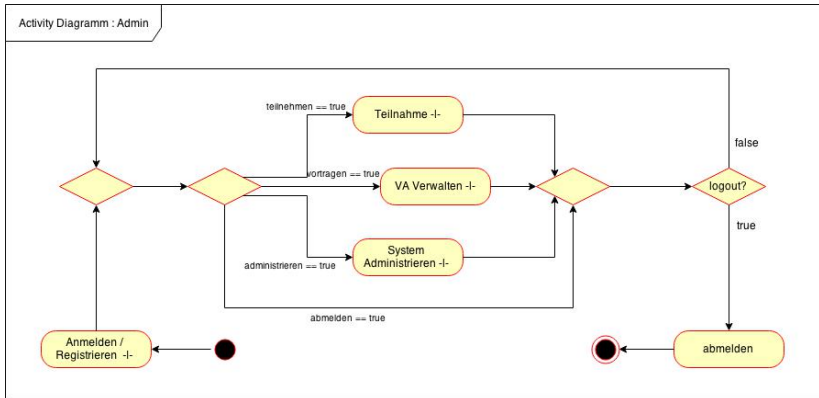 Activity Diagramm : Admin
teilnehmen == true
Teilnahme -I-
false
vortragen == true
VA Verwalten -I-
logout?
true
System
Administrieren -I-
administrieren == true
abmelden == true
Anmelden /
Registrieren -I-
abmelden